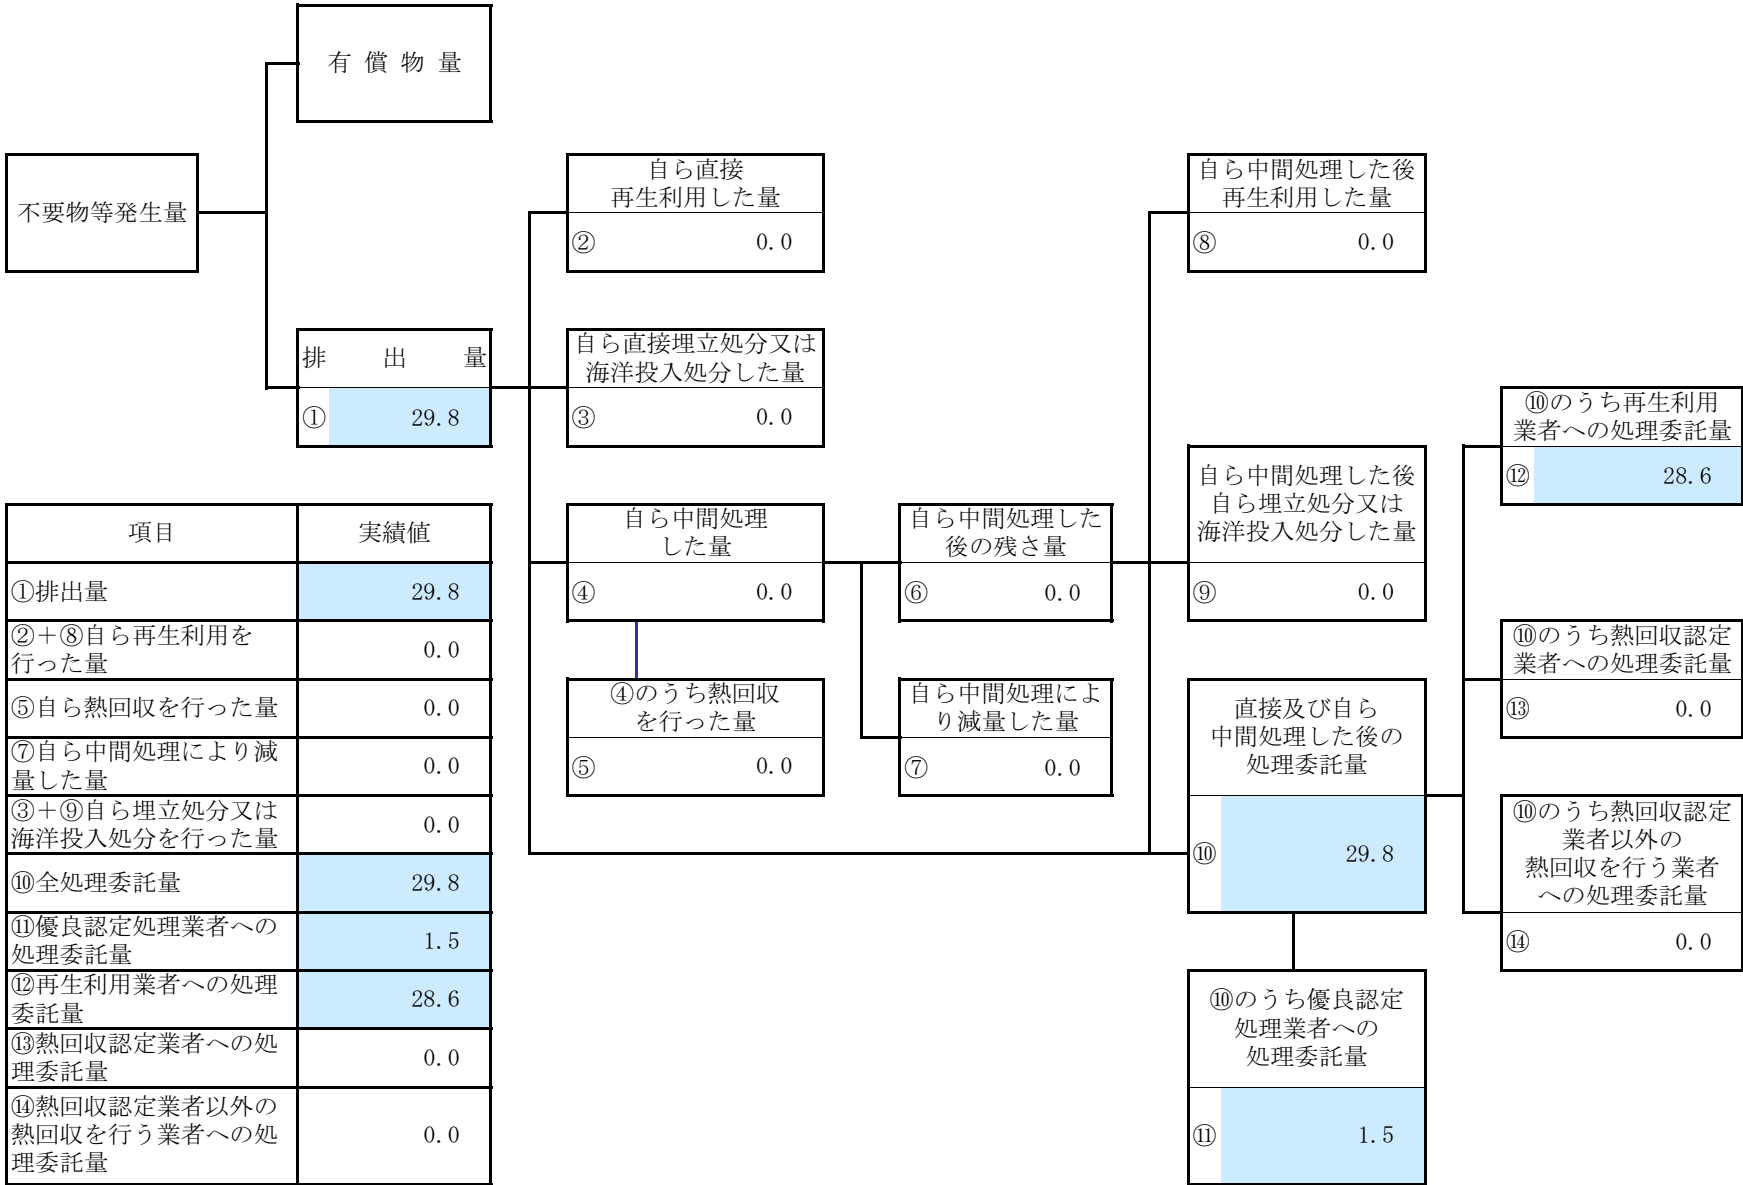 有 償 物 量
不要物等発生量
自ら直接
再生利用した量
② 0.0
自ら中間処理した後
再生利用した量
⑧ 0.0
排 出 量
① 29.8
自ら直接埋立処分又は
海洋投入処分した量
③ 0.0
⑩のうち再生利用
業者への処理委託量
⑫ 28.6
自ら中間処理した後
自ら埋立処分又は
海洋投入処分した量
⑨ 0.0
自ら中間処理
した量
④ 0.0
自ら中間処理した
後の残さ量
⑥ 0.0
⑩のうち熱回収認定
業者への処理委託量
⑬ 0.0
④のうち熱回収
を行った量
⑤ 0.0
自ら中間処理によ
り減量した量
⑦ 0.0
直接及び自ら
中間処理した後の
処理委託量
⑩ 29.8
⑩のうち熱回収認定
業者以外の
熱回収を行う業者
への処理委託量
⑭ 0.0
⑩のうち優良認定
処理業者への
処理委託量
⑪ 1.5
項目 実績値
①排出量 29.8
②+⑧自ら再生利用を
行った量 0.0
⑤自ら熱回収を行った量 0.0
⑦自ら中間処理により減
量した量 0.0
③+⑨自ら埋立処分又は
海洋投入処分を行った量 0.0
⑩全処理委託量 29.8
⑪優良認定処理業者への
処理委託量 1.5
⑫再生利用業者への処理
委託量 28.6
⑬熱回収認定業者への処
理委託量 0.0
⑭熱回収認定業者以外の
熱回収を行う業者への処
理委託量 0.0